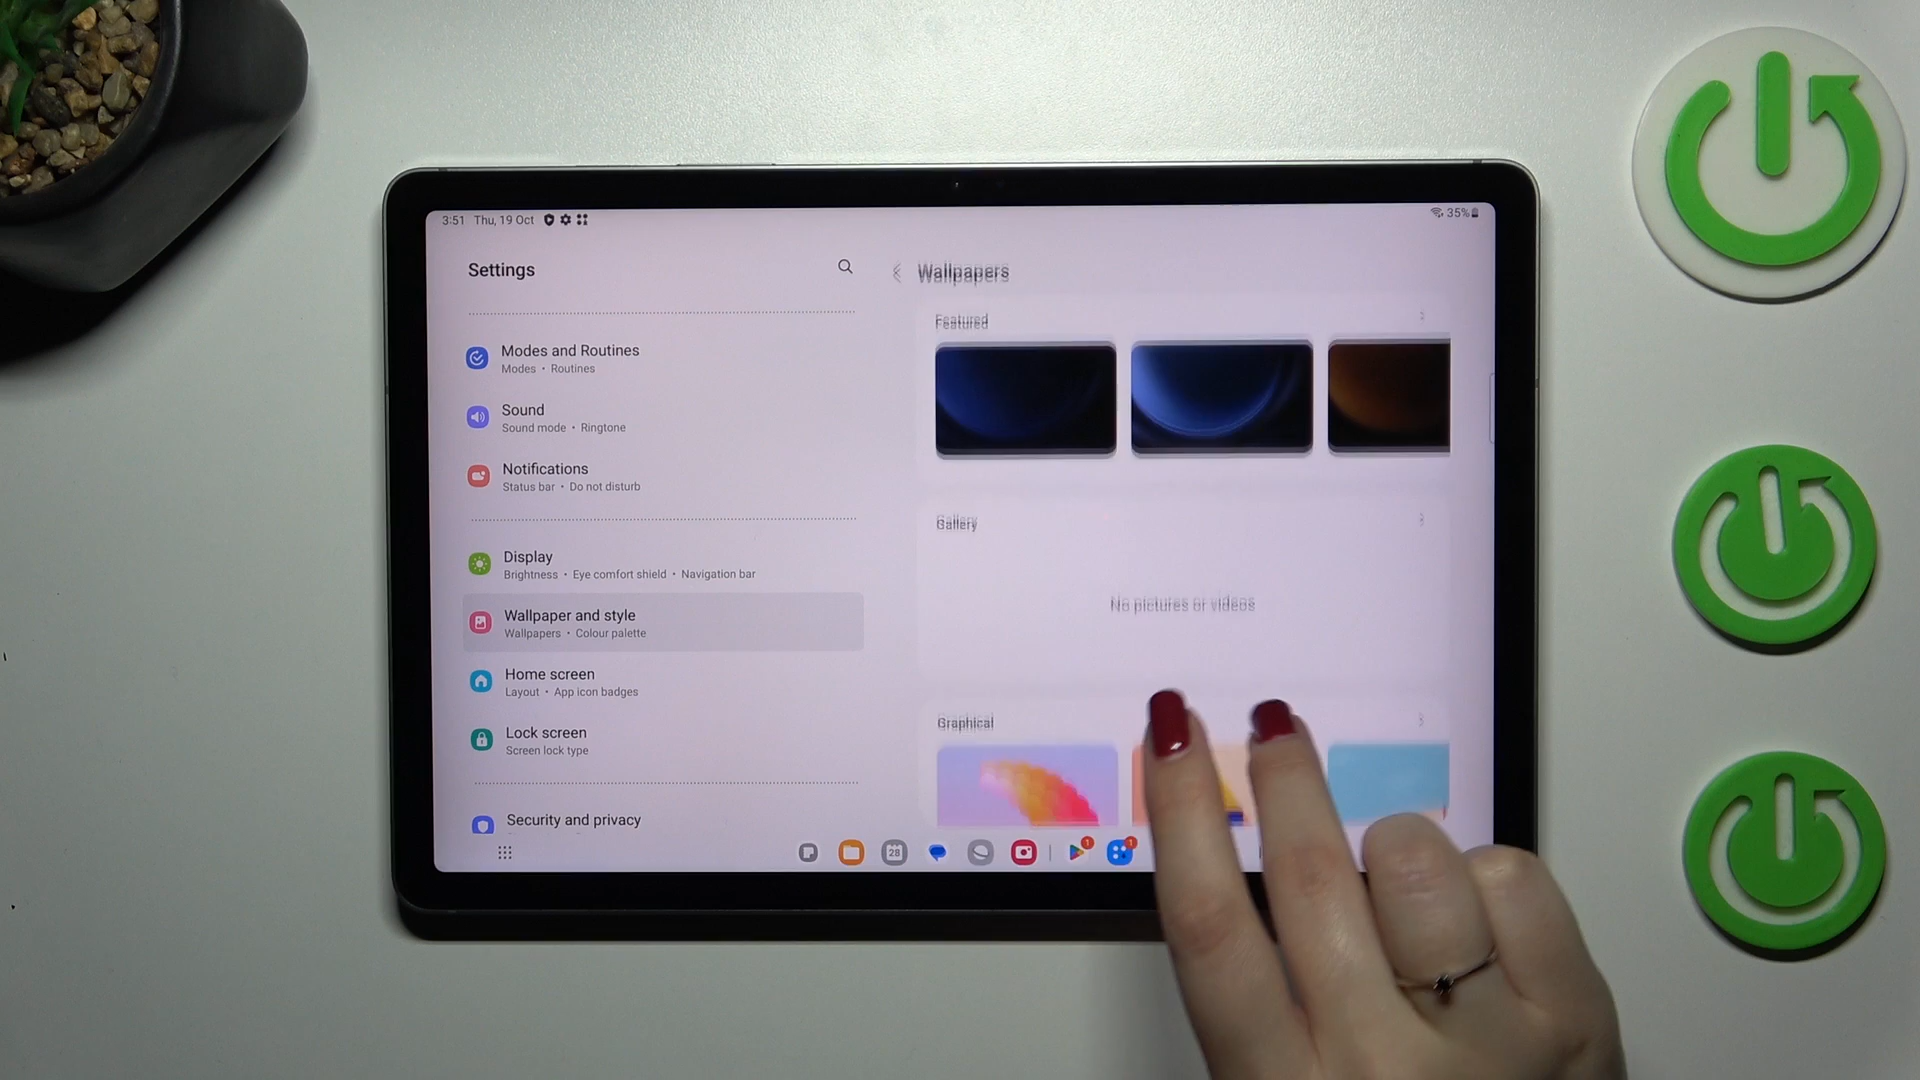 3:51 Thu, 19 Oct
35%
Settings
Modes and Routines
Modes • Routines
Sound
Sound mode • Ringtone
Notifications
Status bar • Do not disturb
Display
Brightness • Eye comfort shield • Navigation bar
Wallpaper and style
Wallpapers • Colour palette
Home screen
Layout • App icon badges
Lock screen
Screen lock type
Security and privacy
Wallpapers
Featured
Gallery
No pictures or videos
Graphical
28
1
1